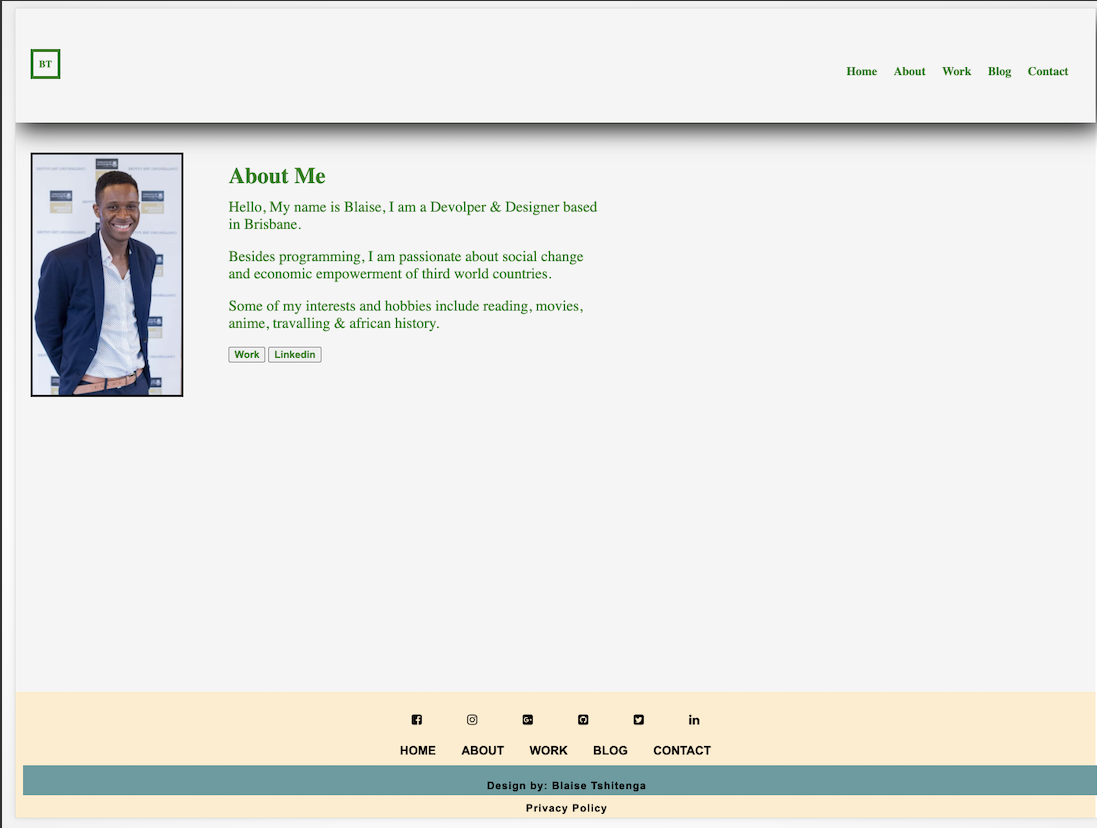 BT
Home About Work Blog Contact
About Me
Hello, My name is Blaise, I am a Devolper & Designer based
in Brisbane.
Besides programming, I am passionate about social change
and economic empowerment of third world countries.
Some of my interests and hobbies include reading, movies,
anime, travalling & african history.
Work Linkedin
HOME ABOUT WORK BLOG CONTACT
Design by: Blaise Tshitenga
Privacy Policy